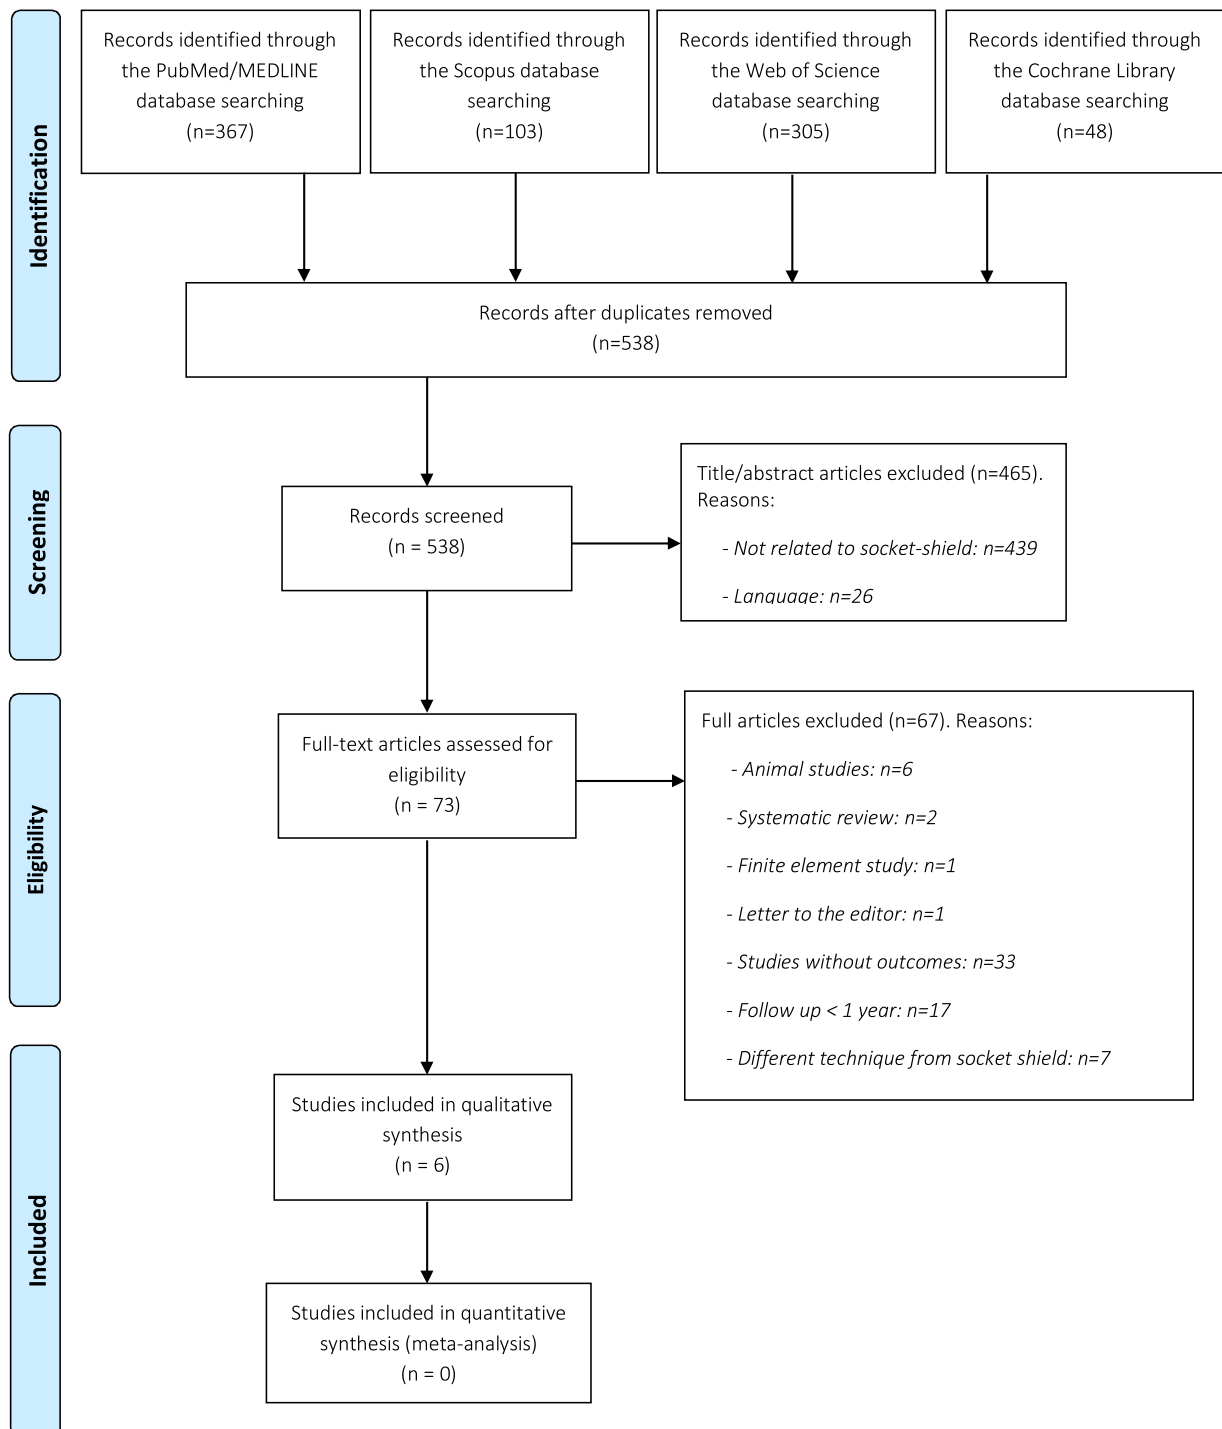 Identification
Records identified through
the PubMed/MEDLINE
database searching
(n=367)
Records identified through
the Scopus database
searching
(n=103)
Records identified through
the Web of Science
database searching
(n=305)
Records identified through
the Cochrane Library
database searching
(n=48)
Records after duplicates removed
(n=538)
Screening
Records screened
(n = 538)
Title/abstract articles excluded (n=465).
Reasons:
- Not related to socket-shield: n=439
- Language: n=26
Eligibility
Full-text articles assessed for
eligibility
(n = 73)
Full articles excluded (n=67). Reasons:
- Animal studies: n=6
- Systematic review: n=2
- Finite element study: n=1
- Letter to the editor: n=1
- Studies without outcomes: n=33
- Follow up < 1 year: n=17
- Different technique from socket shield: n=7
Included
Studies included in qualitative
synthesis
(n = 6)
Studies included in quantitative
synthesis (meta-analysis)
(n = 0)